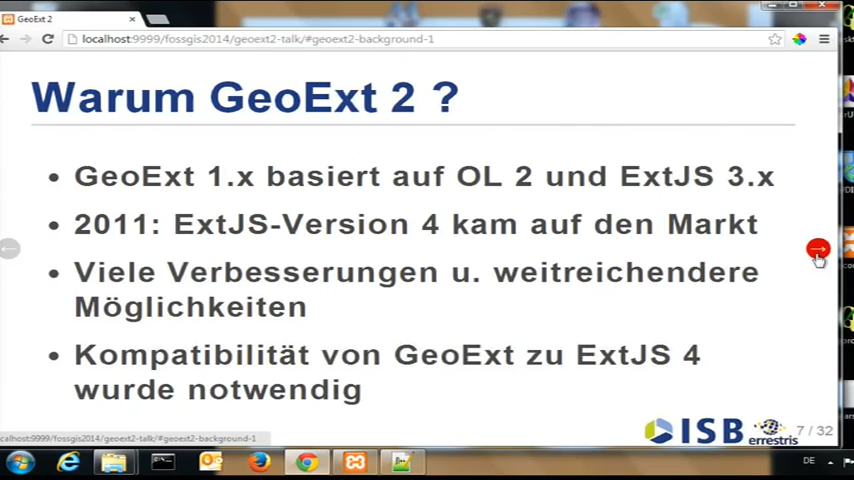 GeoExt 2
localhost:9999/fossgis2014/geoext2-talk/#geoext2-background-1
Warum GeoExt 2 ?
• GeoExt 1.x basiert auf OL 2 und ExtJS 3.x
• 2011: ExtJS-Version 4 kam auf den Markt
• Viele Verbesserungen u. weitreichendere
Möglichkeiten
• Kompatibilität von GeoExt zu ExtJS 4
wurde notwendig
ISB
errestris
7 / 32
localhost:9999/fossgis2014/geoext2-talk/#geoext2-background-1
DE